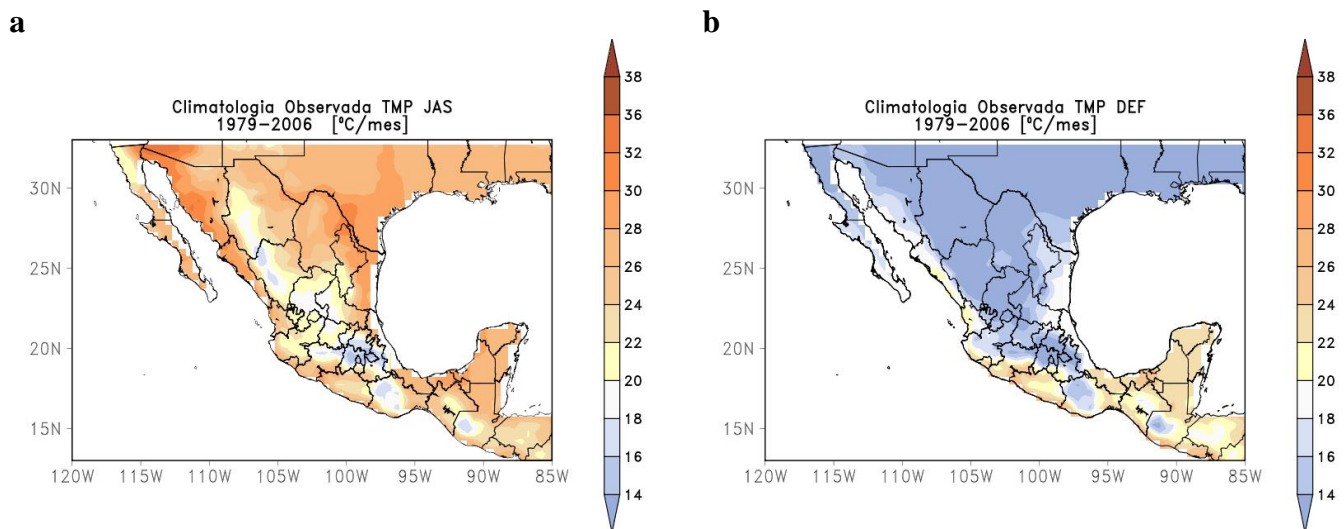 a
Climatologia Observada TMP JAS
1979-2006 [ºC/mes]
30N
25N
20N
15N
120W 115W 110W 105W 100W 95W 90W 85W
38
36
32
30
28
26
24
22
20
18
16
14
b
Climatologia Observada TMP DEF
1979-2006 [ºC/mes]
30N
25N
20N
15N
120W 115W 110W 105W 100W 95W 90W 85W
38
36
32
30
28
26
24
22
20
18
16
14